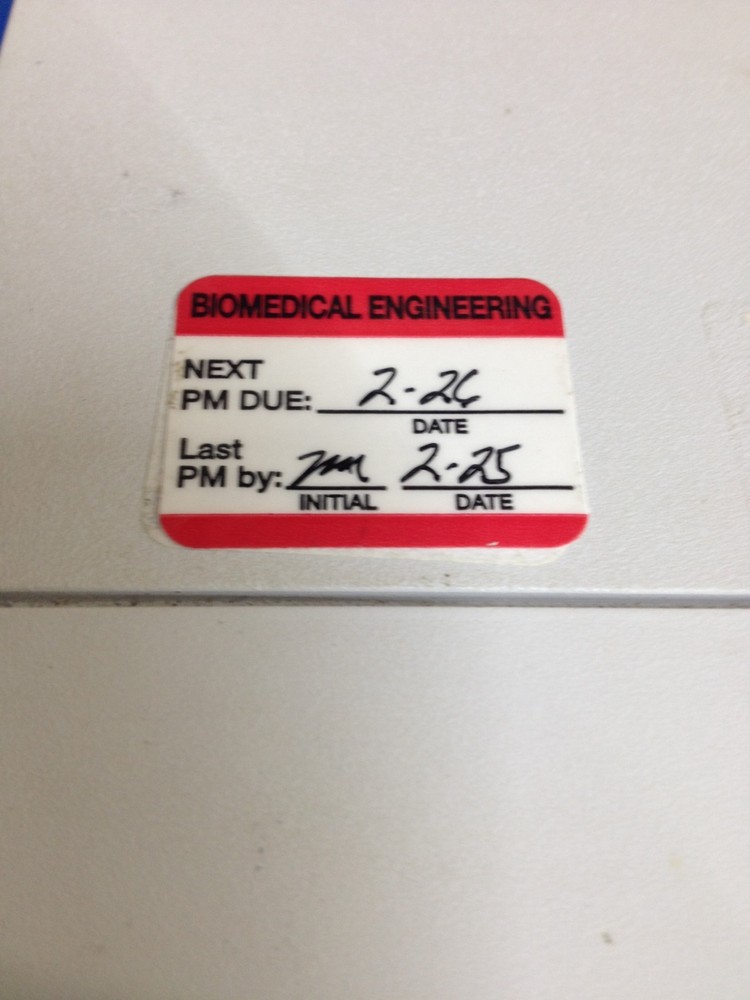 BIOMEDICAL ENGINEERING
NEXT
PM DUE: 2-26
DATE
Last
PM by: 2-25
INITIAL DATE